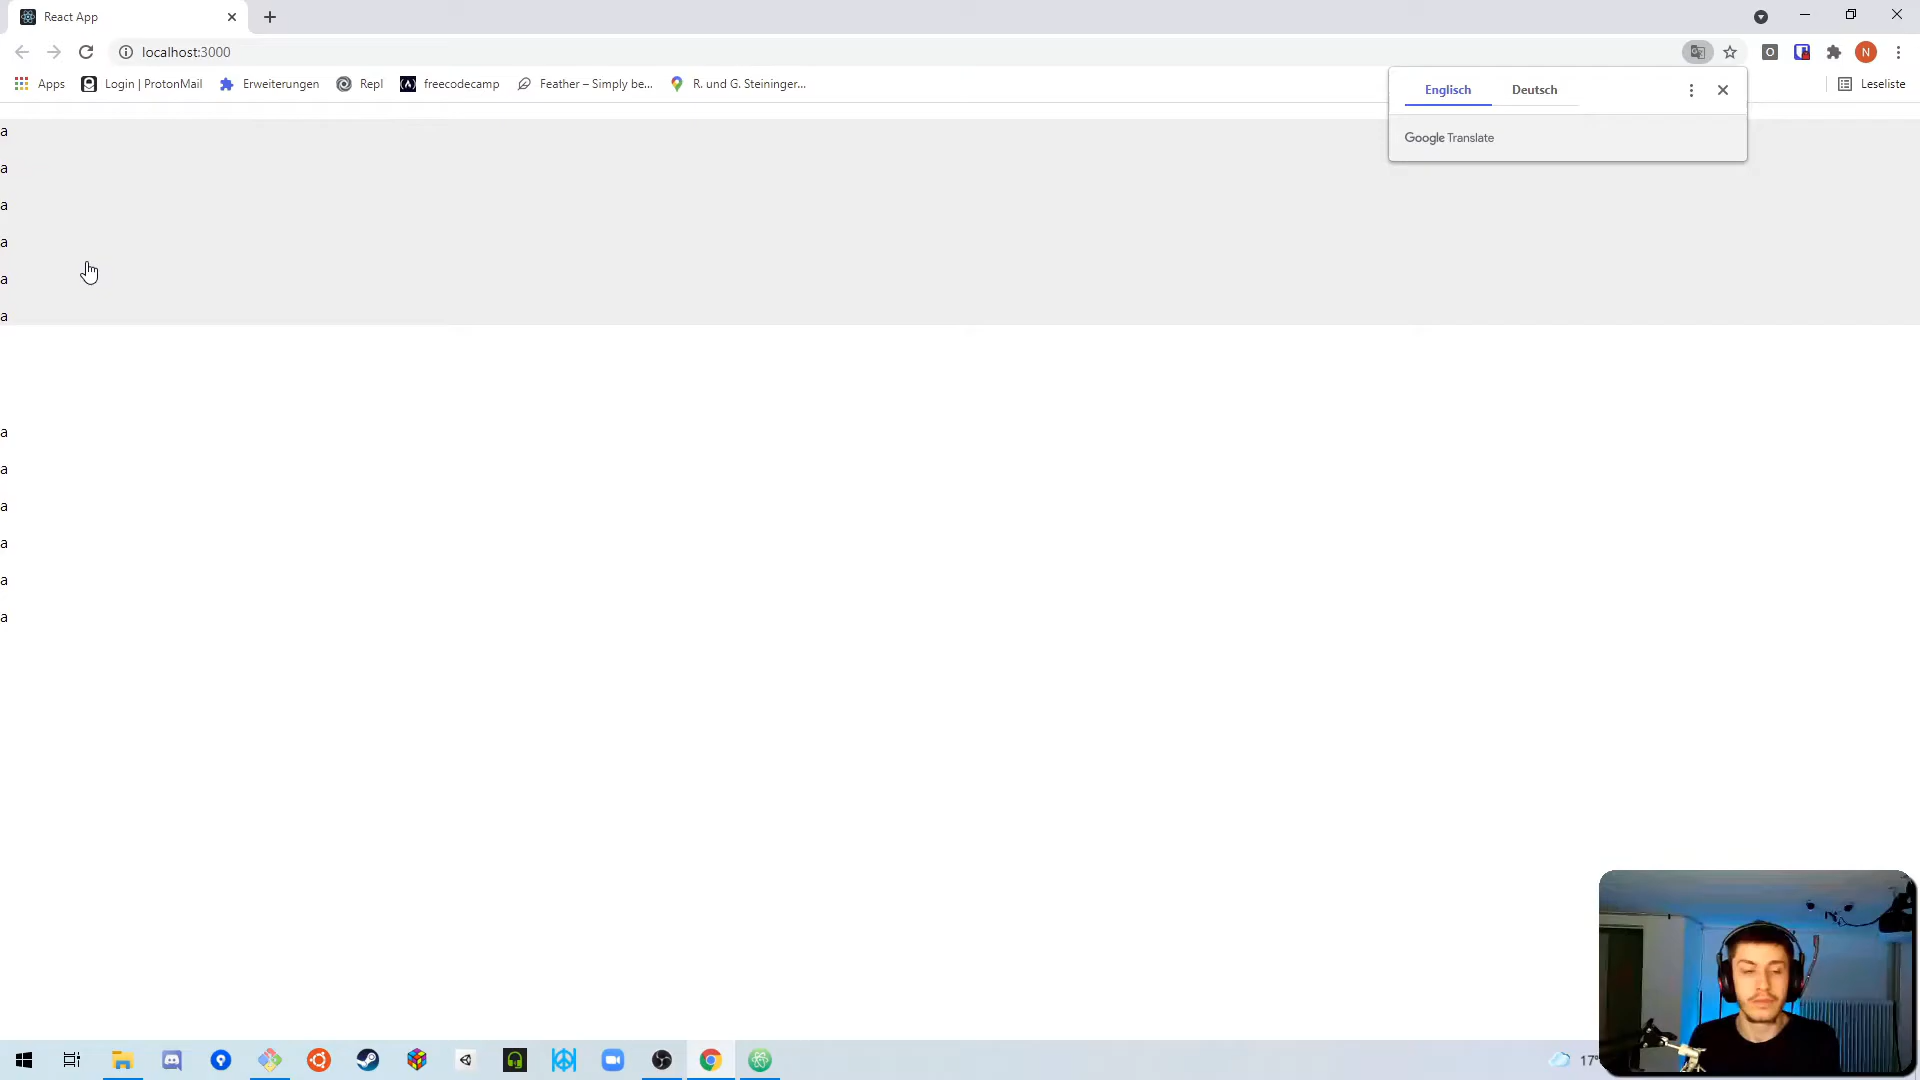 React App
localhost:3000
Apps
Login | ProtonMail
Erweiterungen
Repl
freecodecamp
Feather – Simply be...
R. und G. Steininger...
Leseliste
Englisch
Deutsch
Google Translate
a
a
a
a
a
a
a
a
a
a
a
a
17°